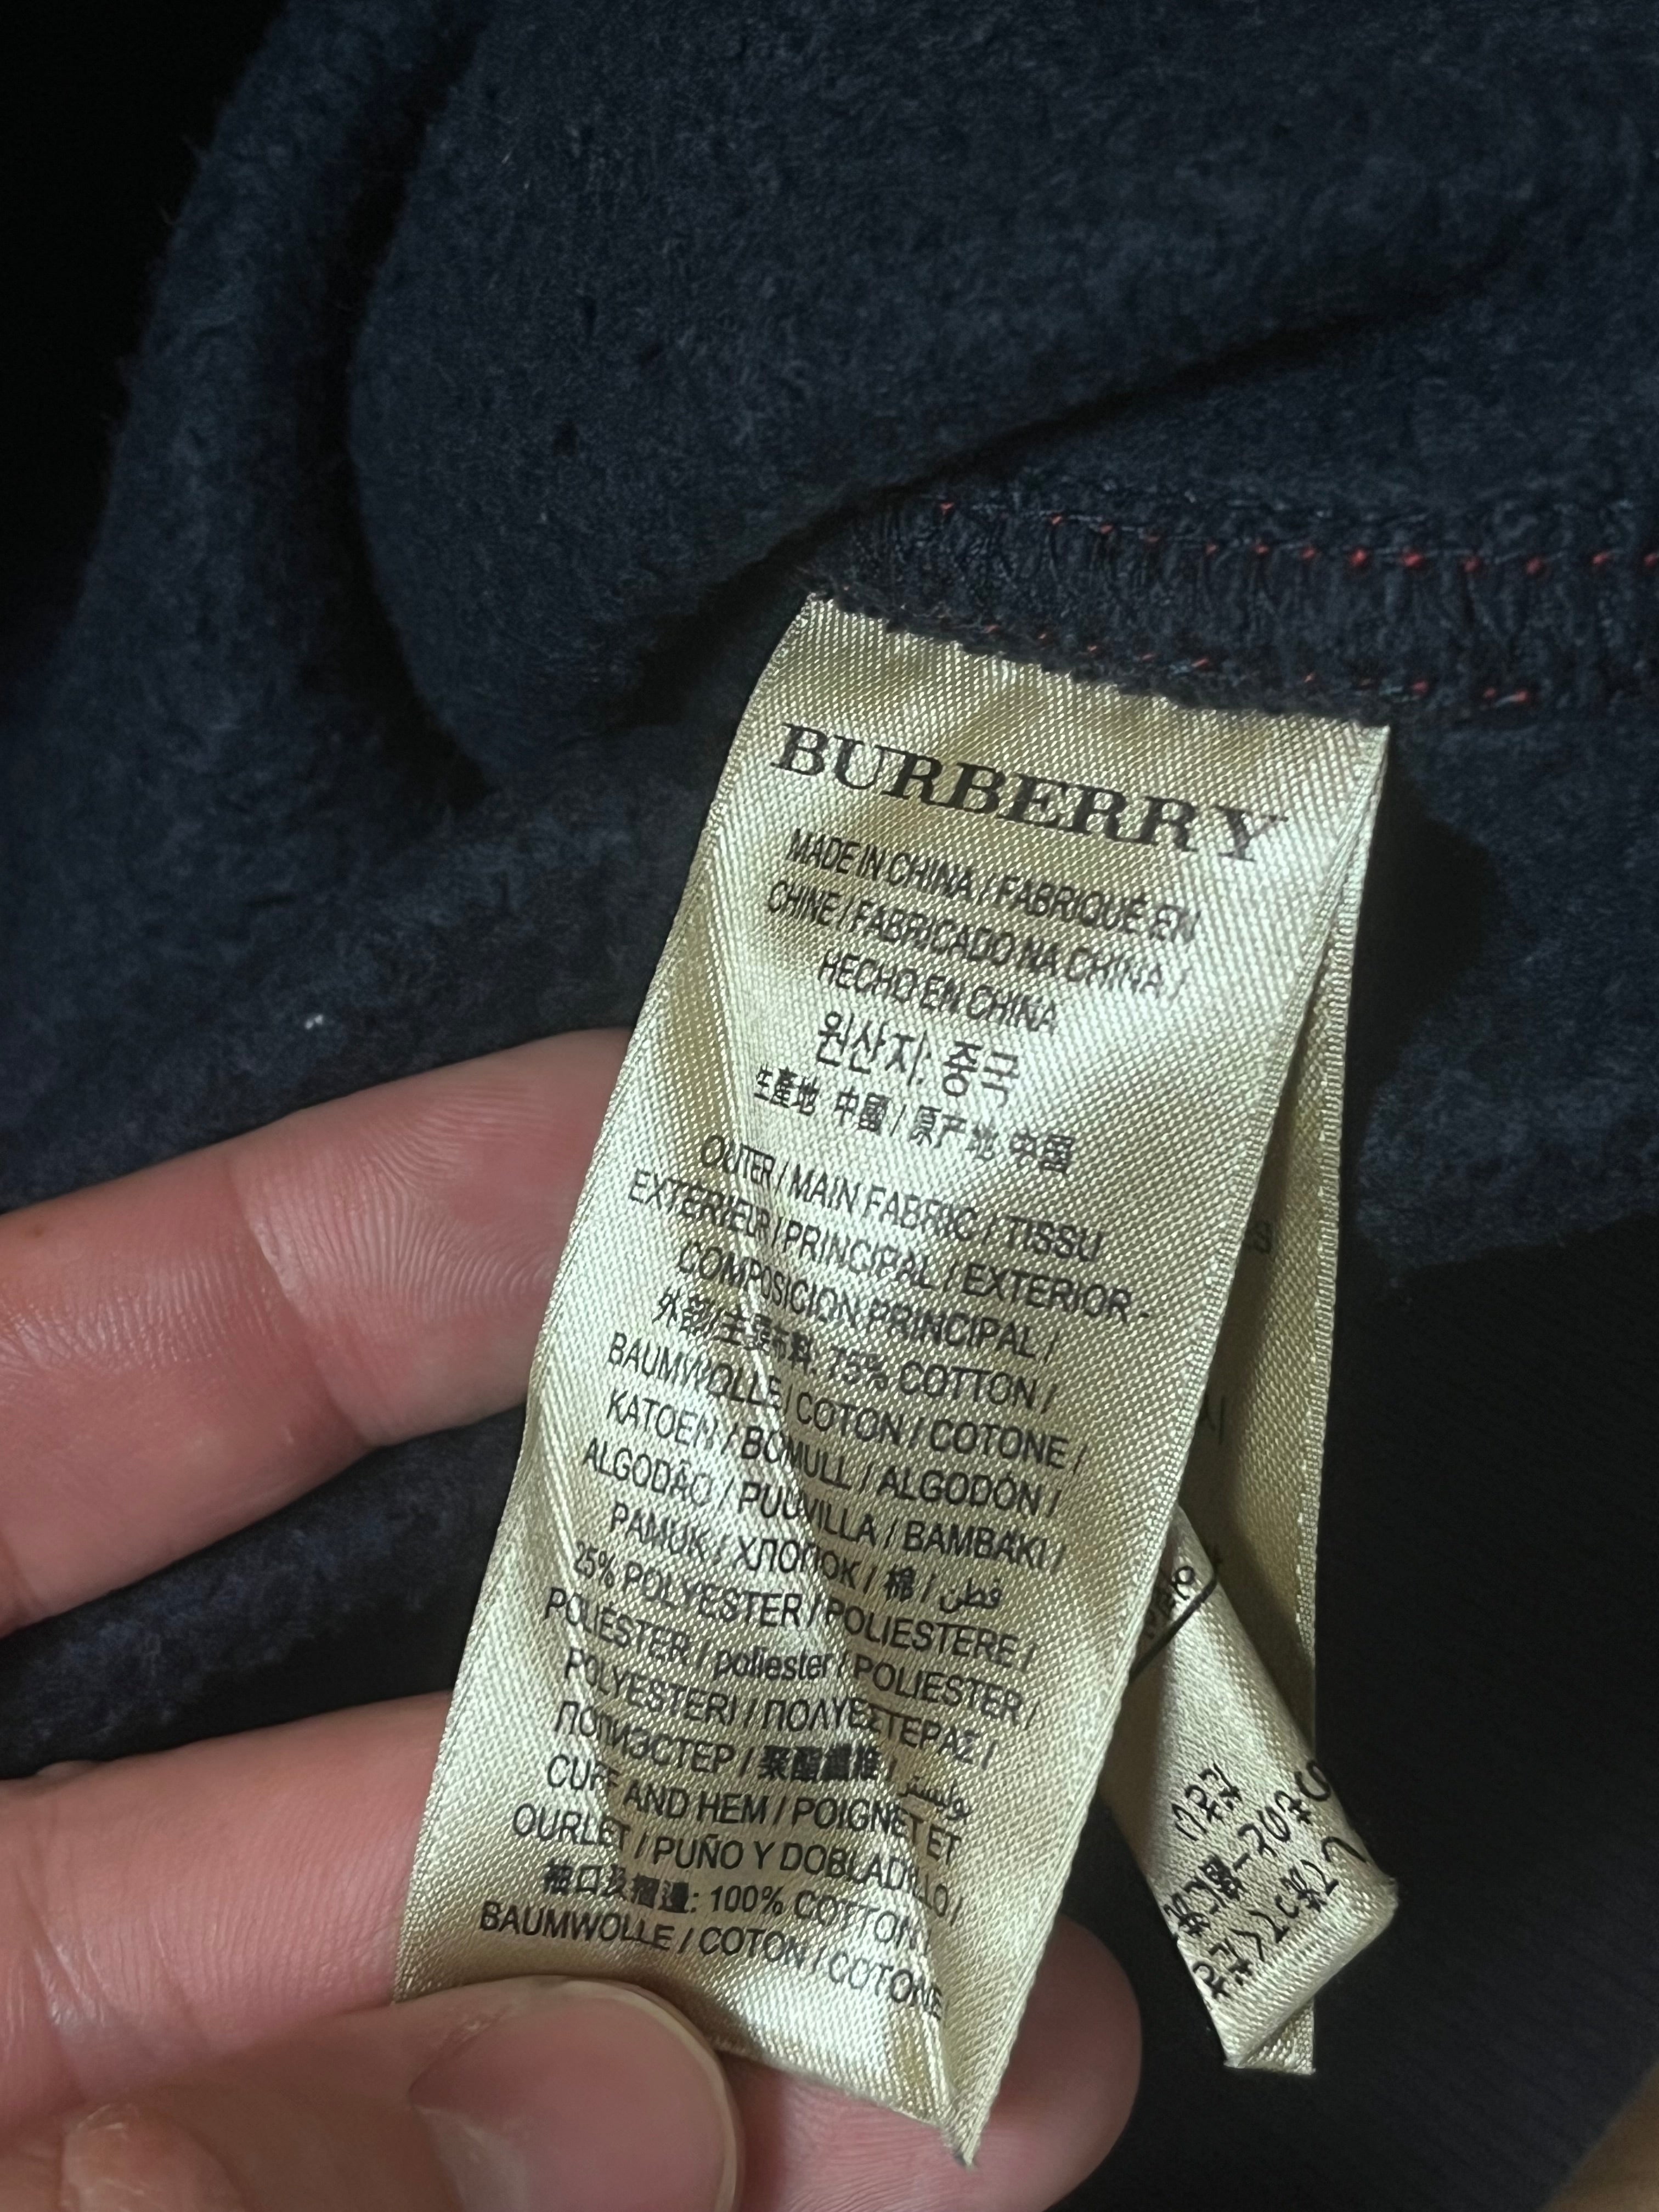 BURBERRY
MADE IN CHINA / FABRIQUÉ EN
CHINE / FABRICADO NA CHINA /
HECHO EN CHINA
원산지: 중국
生產地 中國 / 原产地 中國
OUTER / MAIN FABRIC / TISSU
EXTERIEUR / PRINCIPAL / EXTERIOR -
COMPOSICION PRINCIPAL /
外部/主要布料: 75% COTTON /
BAUMWOLLE / COTON / COTONE /
KATOEN / BOMULL / ALGODÓN /
ALGODÃO / PUUVILLA / BAMBAKI /
PAMUK / ХЛОПОК / 棉 / قطن
25% POLYESTER / POLIESTERE /
POLIESTER / poliester / POLIESTER /
POLYESTERI / ΠΟΛΥΕΣΤΕΡΑΣ /
ПОЛИЭСТЕР / 聚酯纖維 / بوليستر
CUFF AND HEM / POIGNET ET
OURLET / PUÑO Y DOBLADILLO /
袖口及摺邊: 100% COTTON /
BAUMWOLLE / COTON / COTONE